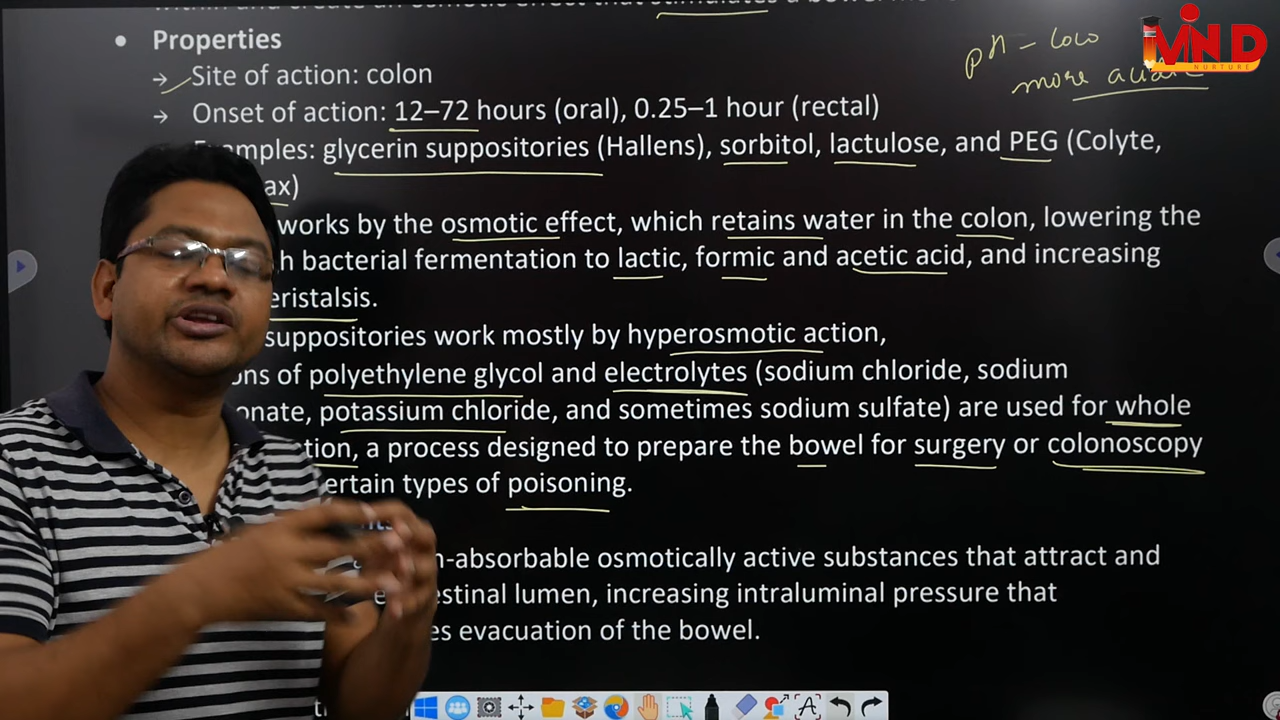 • Properties
pH - low
more acidic
MIND
NURTURE
→ Site of action: colon
→ Onset of action: 12–72 hours (oral), 0.25–1 hour (rectal)
glycerin suppositories (Hallens), sorbitol, lactulose, and PEG (Colyte,
ax)
works by the osmotic effect, which retains water in the colon, lowering the
h bacterial fermentation to lactic, formic and acetic acid, and increasing
eristalsis.
suppositories work mostly by hyperosmotic action,
ons of polyethylene glycol and electrolytes (sodium chloride, sodium
onate, potassium chloride, and sometimes sodium sulfate) are used for whole
tion, a process designed to prepare the bowel for surgery or colonoscopy
ertain types of poisoning.
n-absorbable osmotically active substances that attract and
estinal lumen, increasing intraluminal pressure that
es evacuation of the bowel.